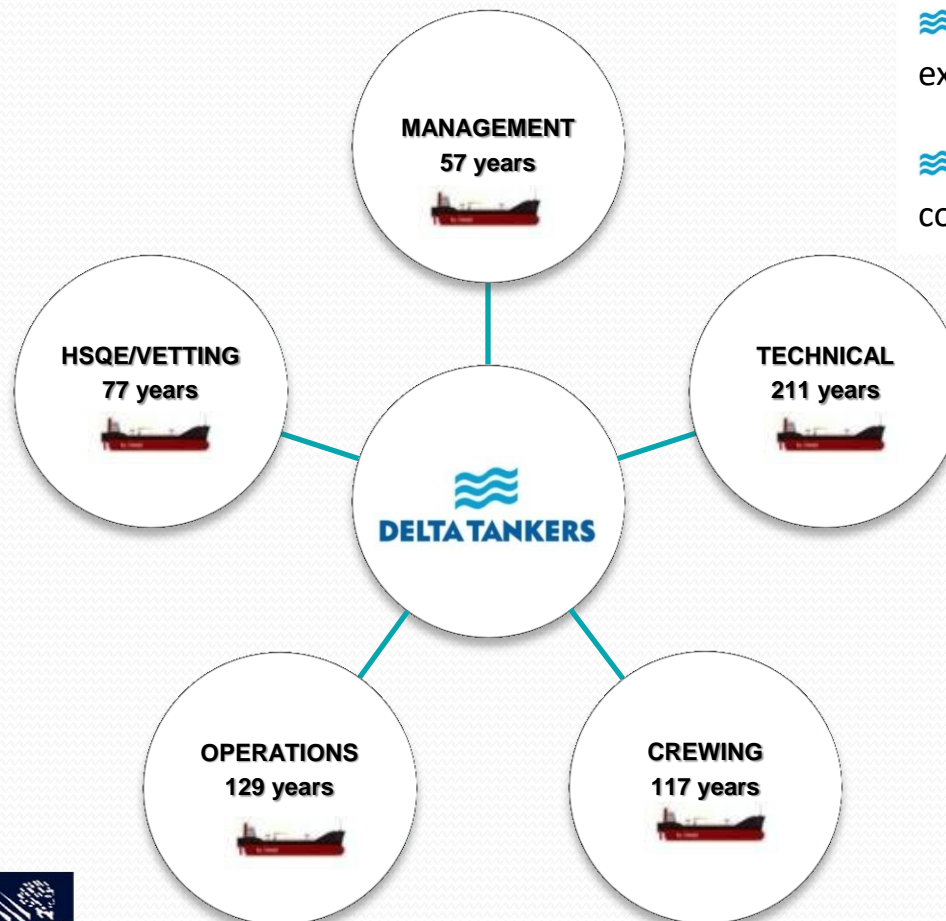 MANAGEMENT
57 years
ex
co
HSQE/VETTING
77 years
TECHNICAL
211 years
DELTA TANKERS
OPERATIONS
129 years
CREWING
117 years